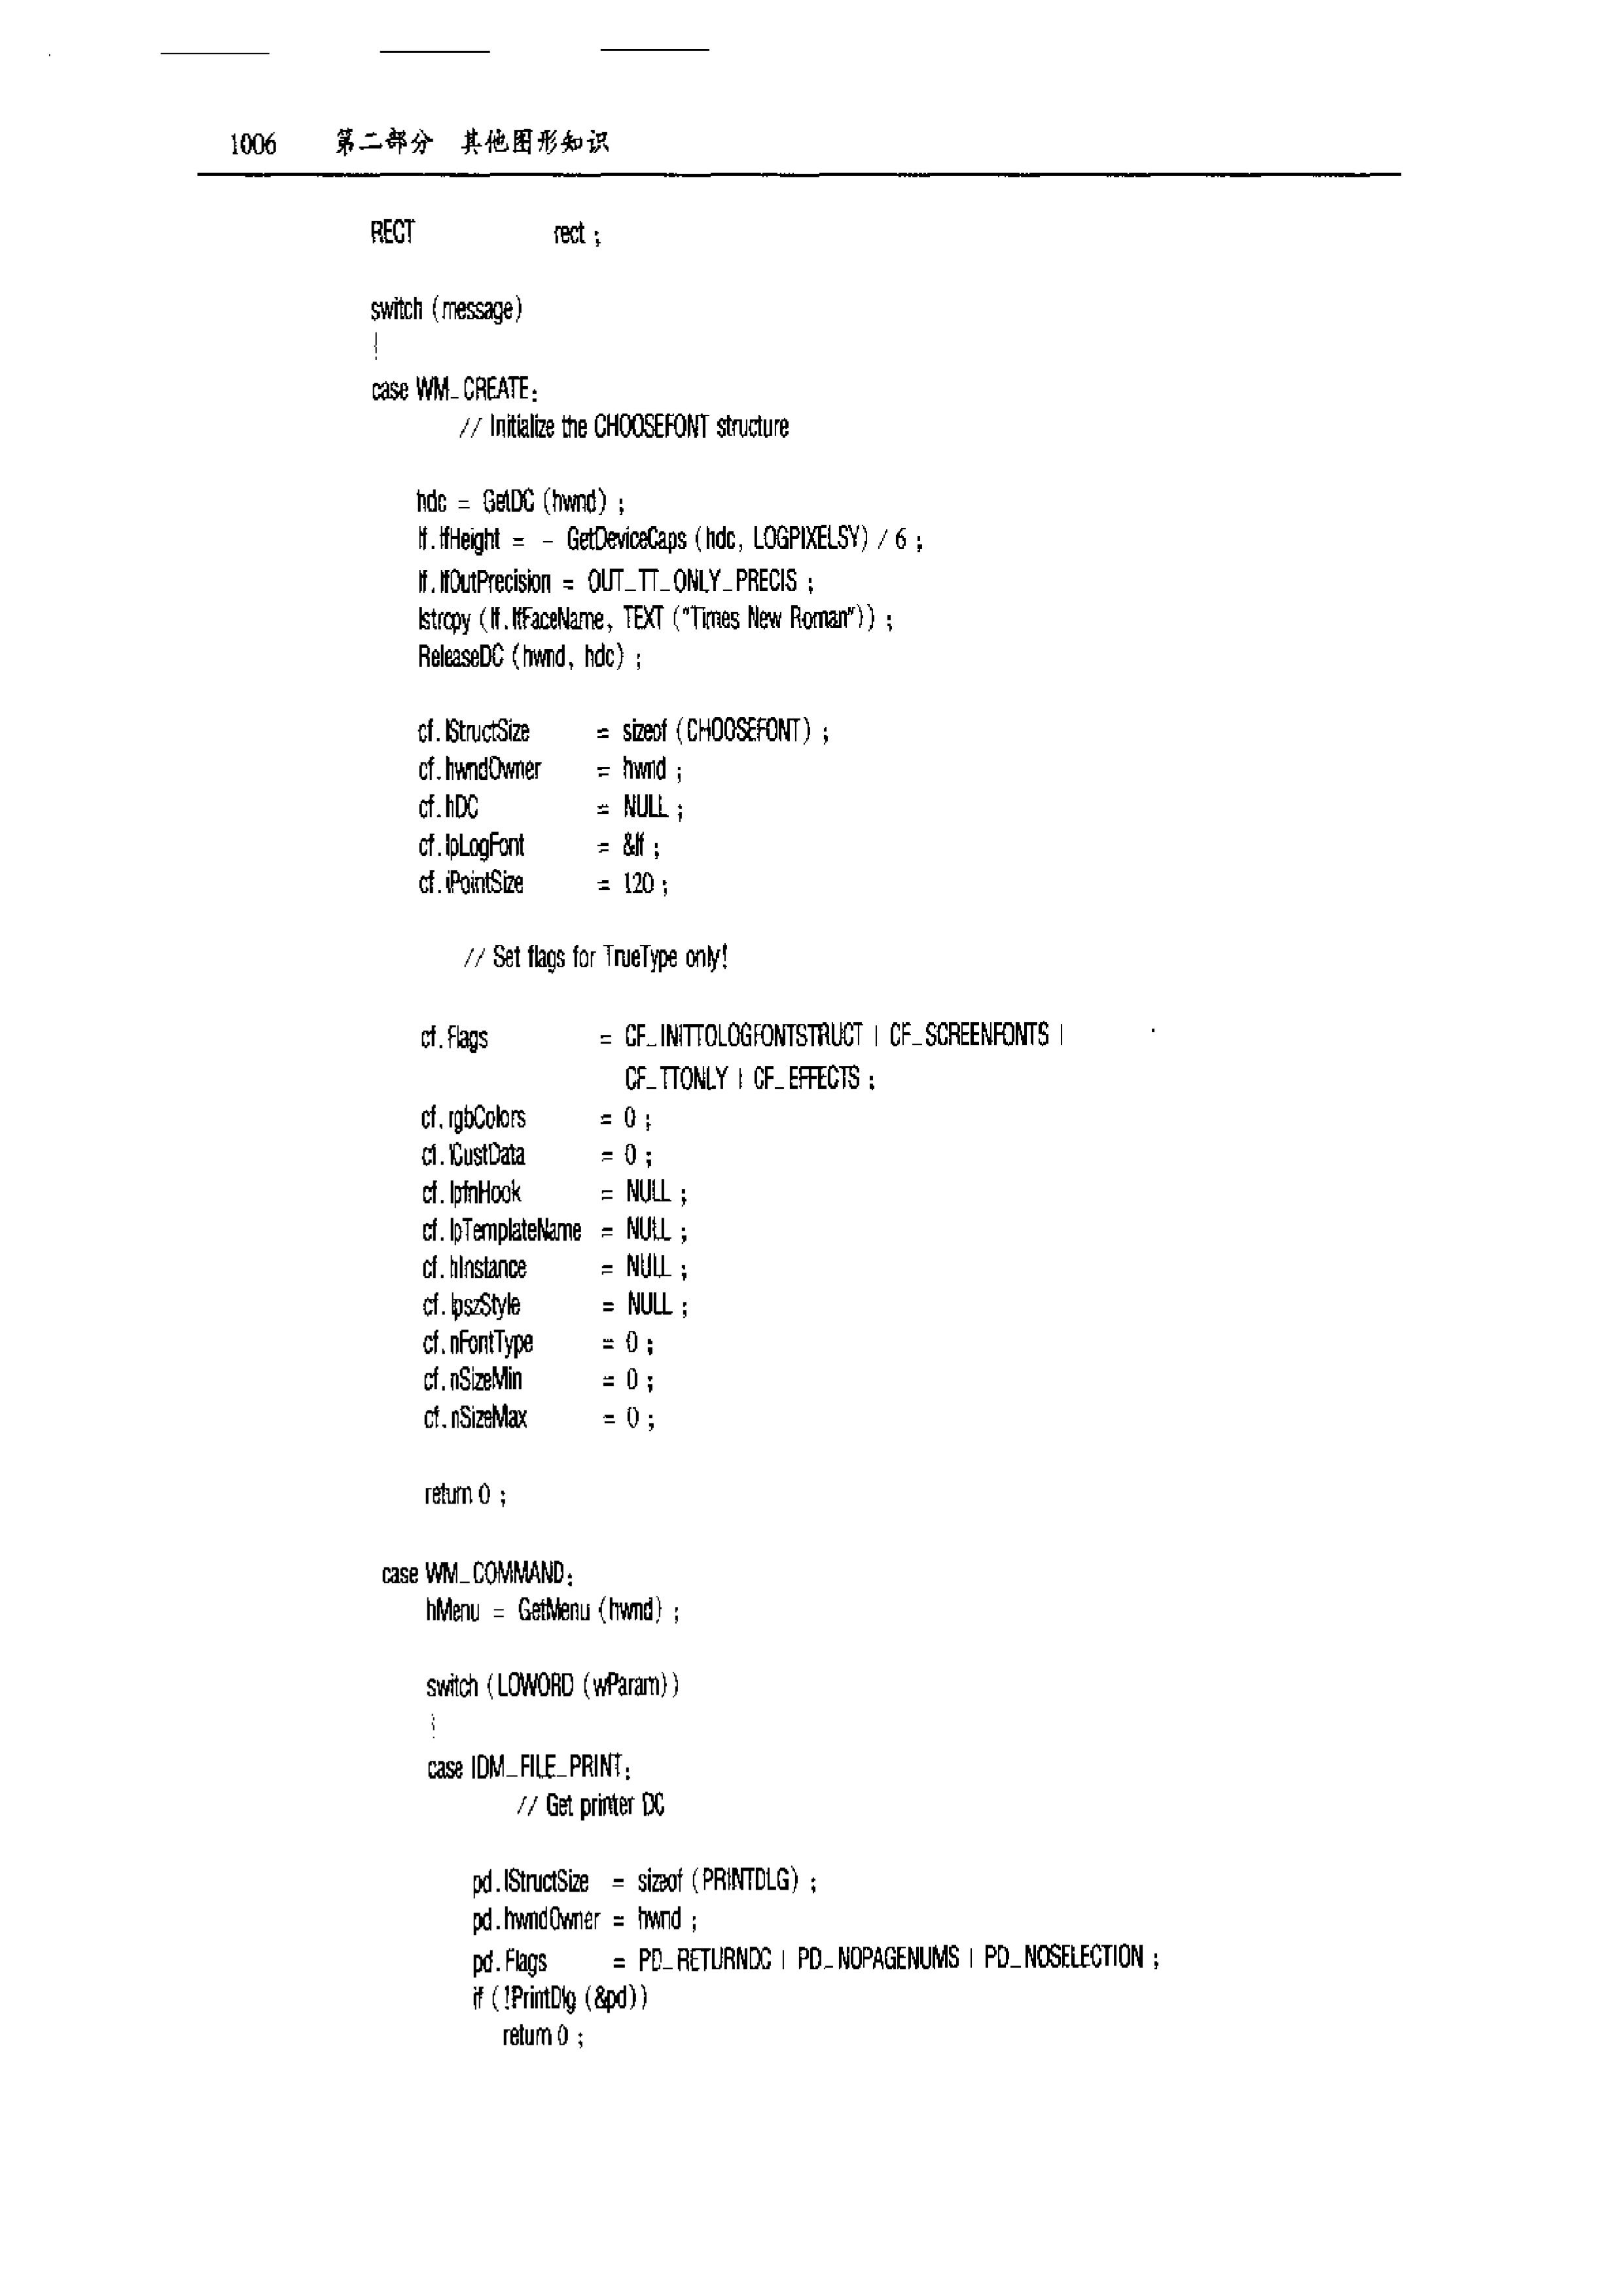 1006 第二部分 其他图形知识
RECT rect ;
switch (message)
{
case WM_CREATE:
// Initialize the CHOOSEFONT structure
hdc = GetDC (hwnd) ;
lf.lfHeight = - GetDeviceCaps (hdc, LOGPIXELSY) / 6 ;
lf.lfOutPrecision = OUT_TT_ONLY_PRECIS ;
lstrcpy (lf.lfFaceName, TEXT ("Times New Roman")) ;
ReleaseDC (hwnd, hdc) ;
cf.lStructSize = sizeof (CHOOSEFONT) ;
cf.hwndOwner = hwnd ;
cf.hDC = NULL ;
cf.lpLogFont = &lf ;
cf.iPointSize = 120 ;
// Set flags for TrueType only!
cf.Flags = CF_INITTOLOGFONTSTRUCT | CF_SCREENFONTS |
CF_TTONLY | CF_EFFECTS ;
cf.rgbColors = 0 ;
cf.lCustData = 0 ;
cf.lpfnHook = NULL ;
cf.lpTemplateName = NULL ;
cf.hInstance = NULL ;
cf.lpszStyle = NULL ;
cf.nFontType = 0 ;
cf.nSizeMin = 0 ;
cf.nSizeMax = 0 ;
return 0 ;
case WM_COMMAND:
hMenu = GetMenu (hwnd) ;
switch (LOWORD (wParam))
{
case IDM_FILE_PRINT:
// Get printer DC
pd.lStructSize = sizeof (PRINTDLG) ;
pd.hwndOwner = hwnd ;
pd.Flags = PD_RETURNDC | PD_NOPAGENUMS | PD_NOSELECTION ;
if (!PrintDlg (&pd))
return 0 ;